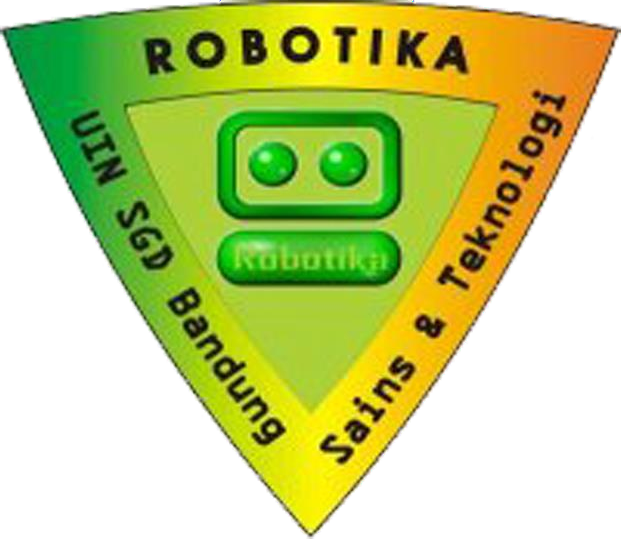 ROBOTIKA
UIN SGD Bandung
Sains & Teknologi
Robotika